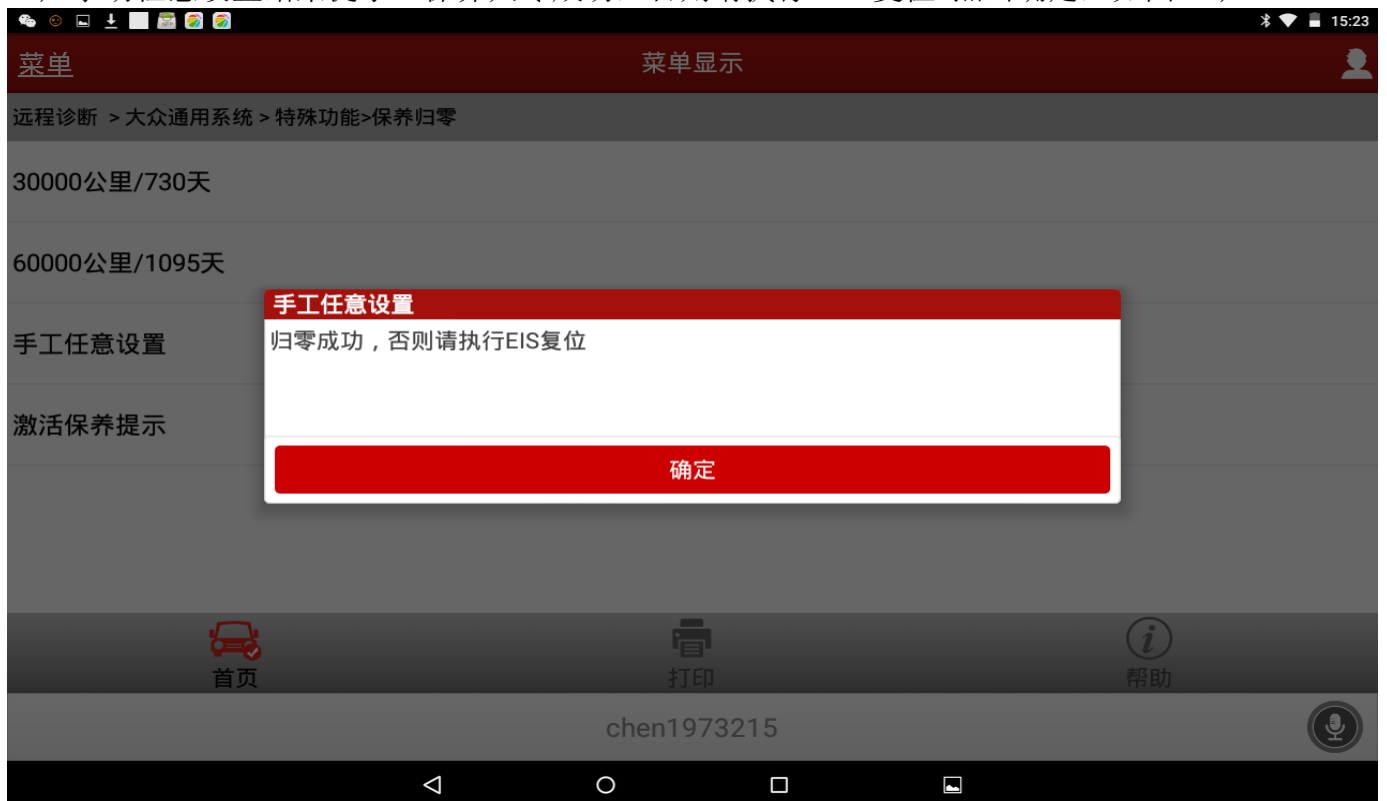 15:23
菜单
菜单显示
远程诊断 >大众通用系统>特殊功能>保养归零
30000公里/730天
60000公里/1095天
手工任意设置
归零成功，否则请执行EIS复位
手工任意设置
激活保养提示
确定
首页
打印
帮助
chen1973215